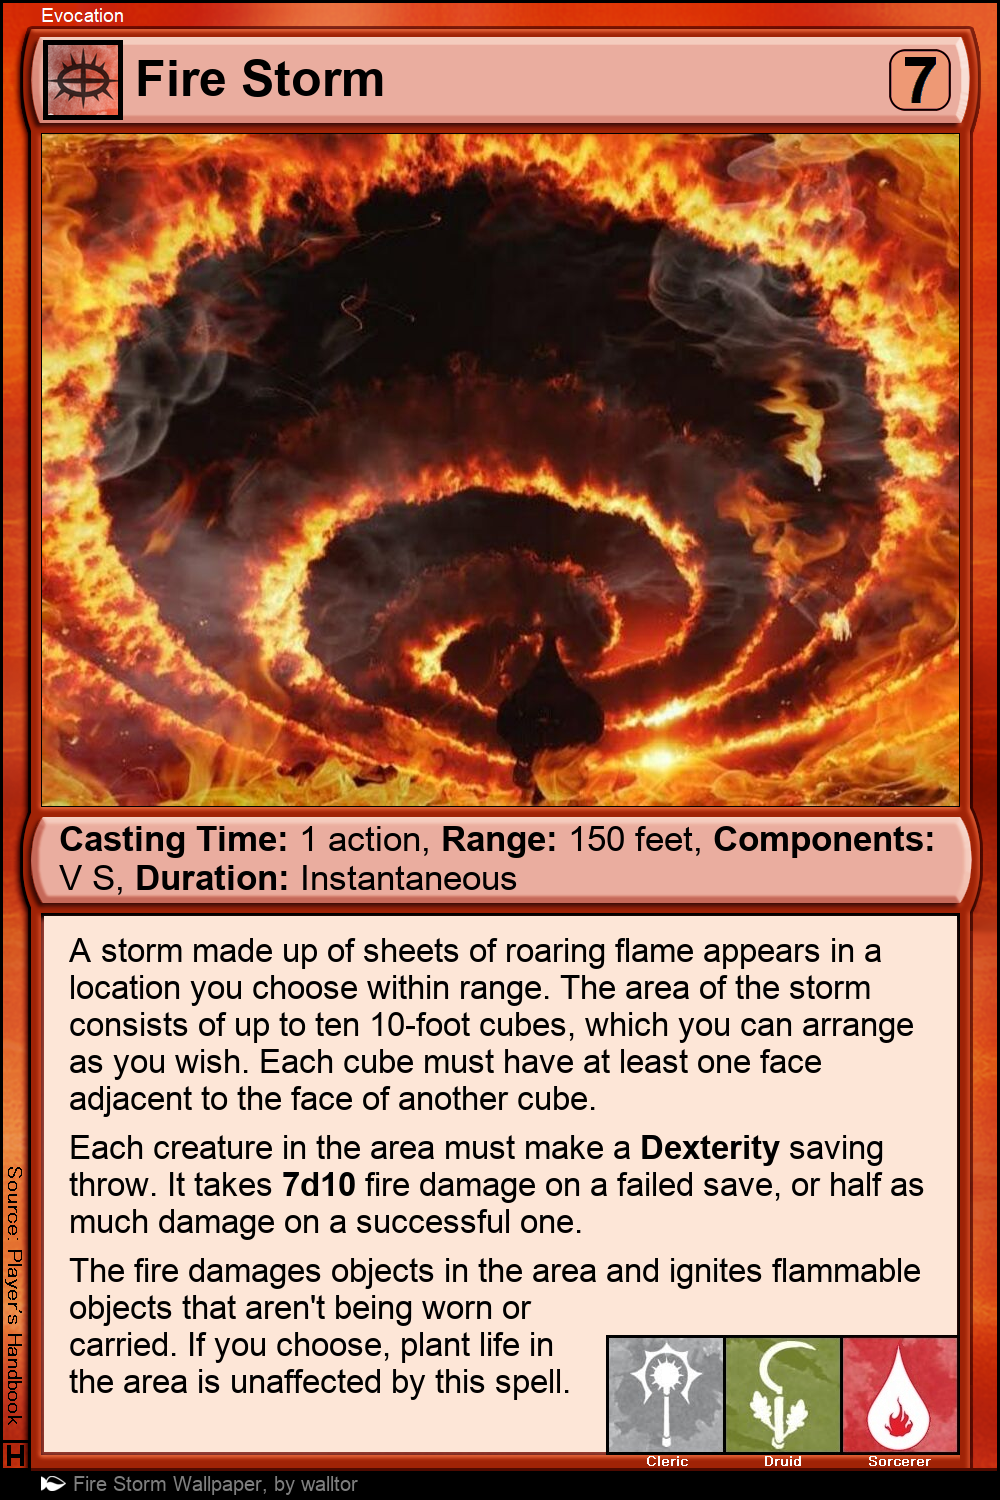 Evocation
Fire Storm
7
Casting Time: 1 action, Range: 150 feet, Components:
V S, Duration: Instantaneous
A storm made up of sheets of roaring flame appears in a
location you choose within range. The area of the storm
consists of up to ten 10-foot cubes, which you can arrange
as you wish. Each cube must have at least one face
adjacent to the face of another cube.
Each creature in the area must make a Dexterity saving
throw. It takes 7d10 fire damage on a failed save, or half as
much damage on a successful one.
The fire damages objects in the area and ignites flammable
objects that aren't being worn or
carried. If you choose, plant life in
the area is unaffected by this spell.
Cleric
Druid
Sorcerer
Source: Player's Handbook
H
Fire Storm Wallpaper, by walltor